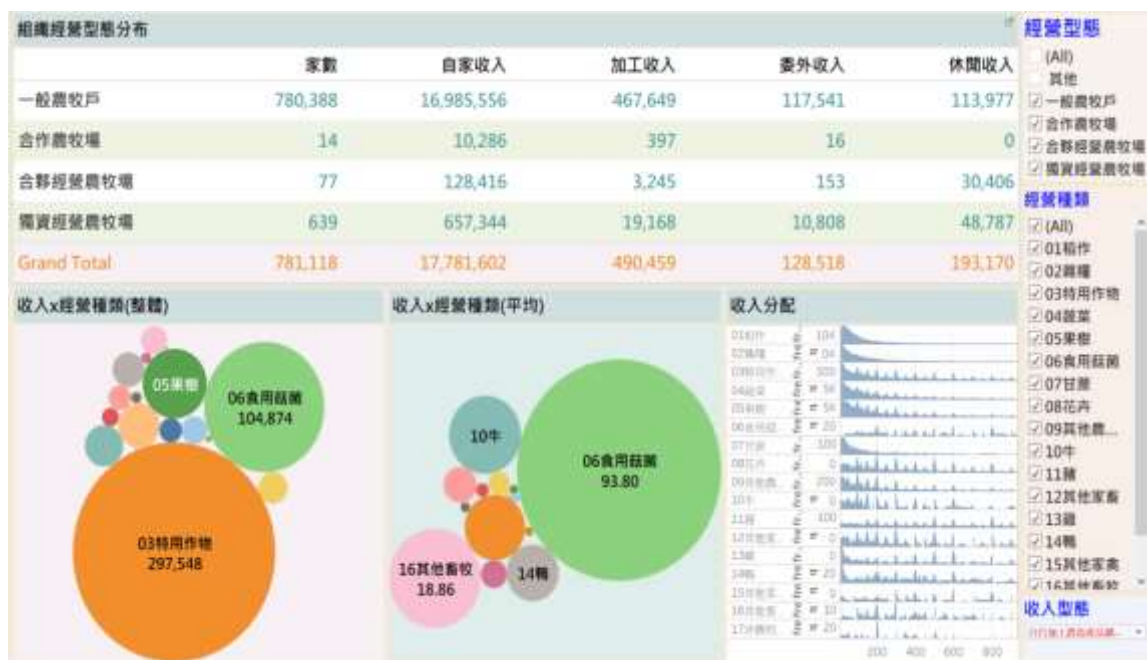 組織經營型態分布
家數 自家收入 加工收入 委外收入 休閒收入
一般農牧戶 780,388 16,985,556 467,649 117,541 113,977
合作農牧場 14 10,286 397 16 0
合夥經營農牧場 77 128,416 3,245 153 30,406
獨資經營農牧場 639 657,344 19,168 10,808 48,787
Grand Total 781,118 17,781,602 490,459 128,518 193,170
收入x經營種類(整體)
05果樹
06食用菇菌
104,874
03特用作物
297,548
收入x經營種類(平均)
10牛
06食用菇菌
93.80
16其他畜牧
18.86
14鴨
收入分配
200 400 600 800
經營型態
(All)
其他
一般農牧戶
合作農牧場
合夥經營農牧場
獨資經營農牧場
經營種類
(All)
01稻作
02雜糧
03特用作物
04蔬菜
05果樹
06食用菇菌
07甘蔗
08花卉
09其他農...
10牛
11豬
12其他家畜
13雞
14鴨
15其他家禽
16其他畜牧
收入型態